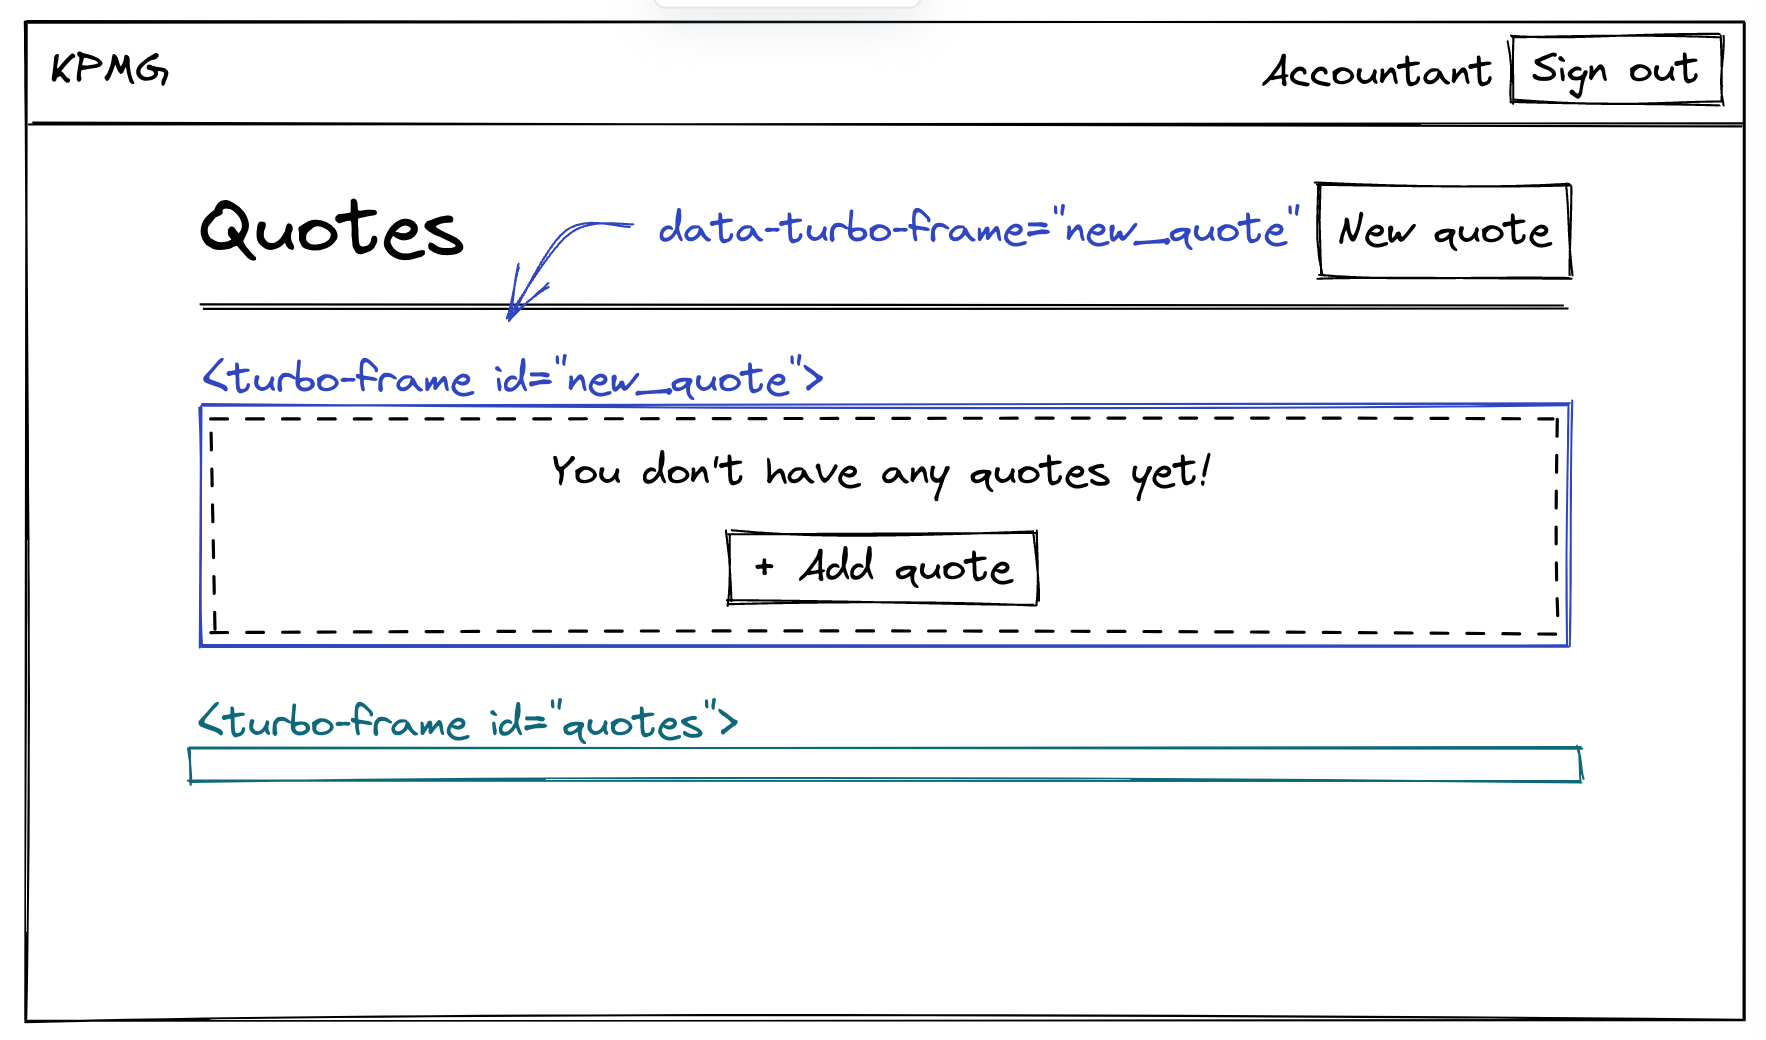 KPMG
Accountant
Sign out
Quotes
data-turbo-frame="new_quote"
New quote
<turbo-frame id="new_quote">
You don't have any quotes yet!
+ Add quote
<turbo-frame id="quotes">